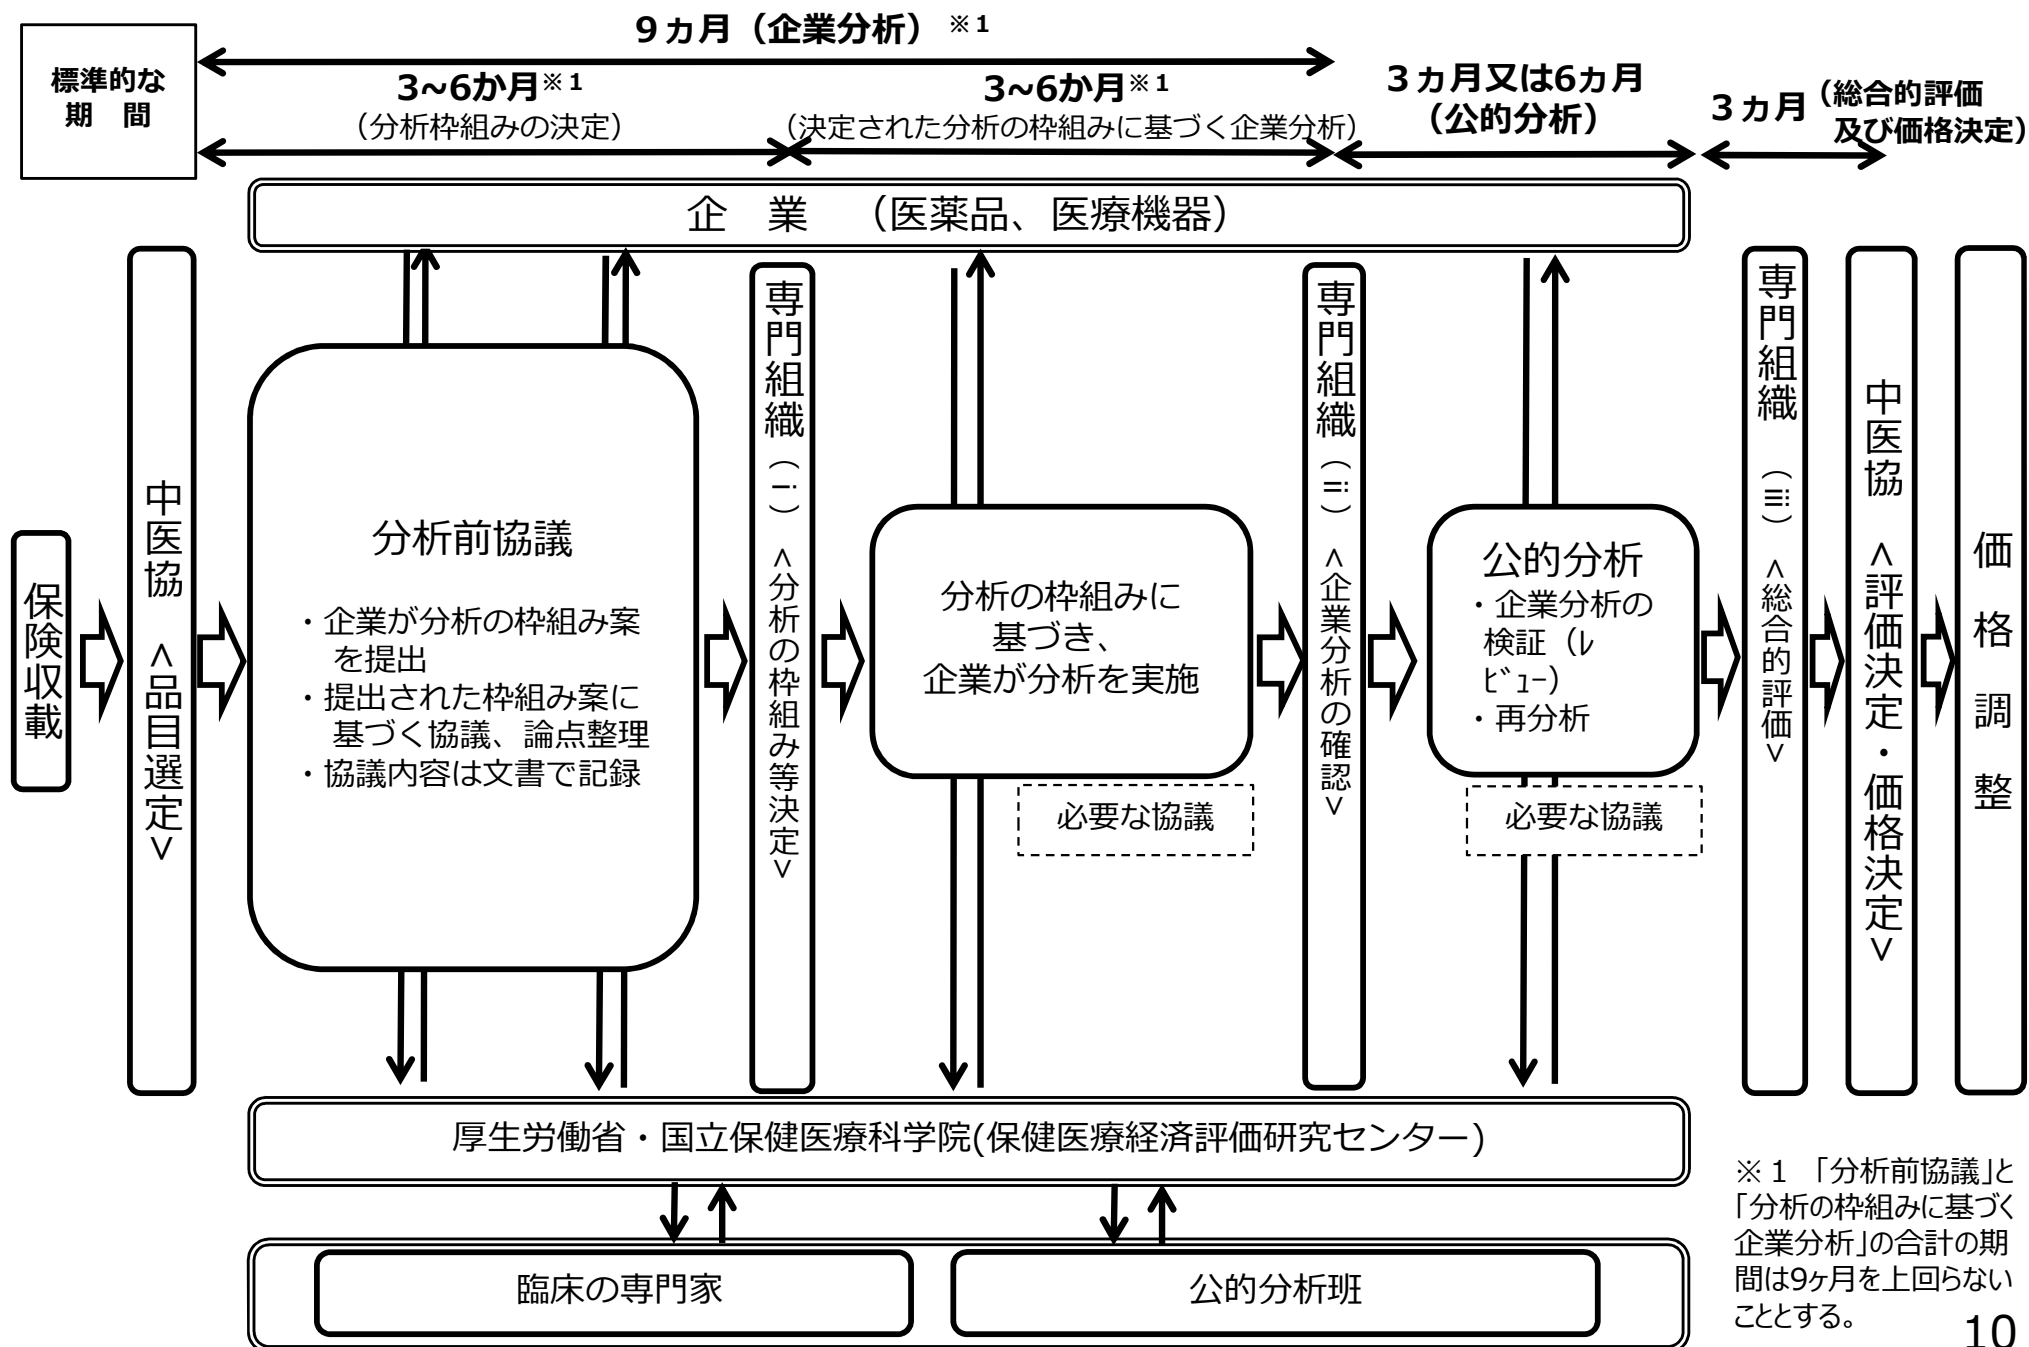 標準的な
期　間
９ヵ月（企業分析）※１
3~6か月※１
（分析枠組みの決定）
3~6か月※１
（決定された分析の枠組みに基づく企業分析）
３ヵ月又は6ヵ月
（公的分析）
３ヵ月（総合的評価
及び価格決定）
企　業　（医薬品、医療機器）
保険収載
中医協　＜品目選定＞
分析前協議
・企業が分析の枠組み案
を提出
・提出された枠組み案に
基づく協議、論点整理
・協議内容は文書で記録
専門組織（ⅰ）＜分析の枠組み等決定＞
分析の枠組みに
基づき、
企業が分析を実施
必要な協議
専門組織（ⅱ）＜企業分析の確認＞
公的分析
・企業分析の
検証（ﾚ
ﾋﾞｭｰ）
・再分析
必要な協議
専門組織　（ⅲ）＜総合的評価＞
中医協　＜評価決定・価格決定＞
価格調整
厚生労働省・国立保健医療科学院(保健医療経済評価研究センター)
臨床の専門家
公的分析班
※１　「分析前協議」と
「分析の枠組みに基づく
企業分析」の合計の期
間は9ヶ月を上回らない
こととする。
10